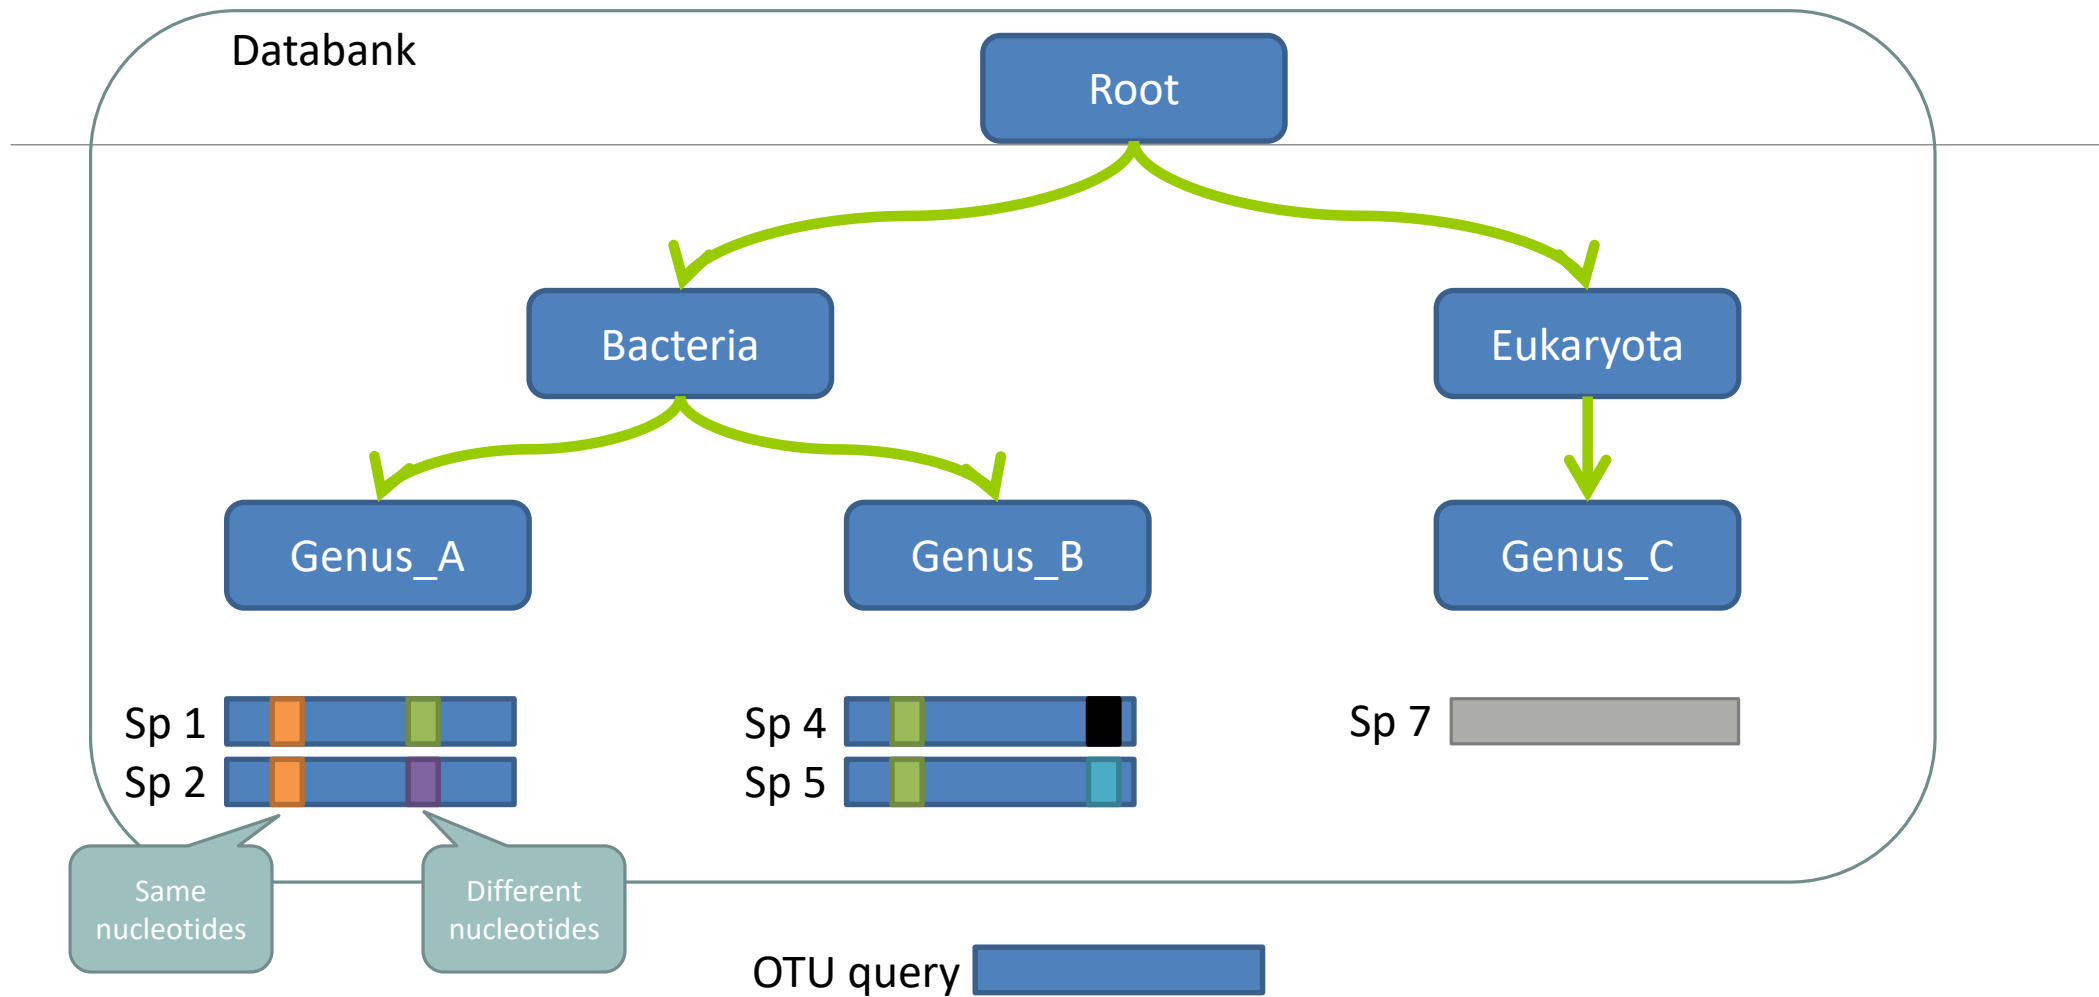 Databank
Root
Bacteria
Eukaryota
Genus_A
Genus_B
Genus_C
Sp 1
Sp 4
Sp 7
Sp 2
Sp 5
Same
nucleotides
Different
nucleotides
OTU query